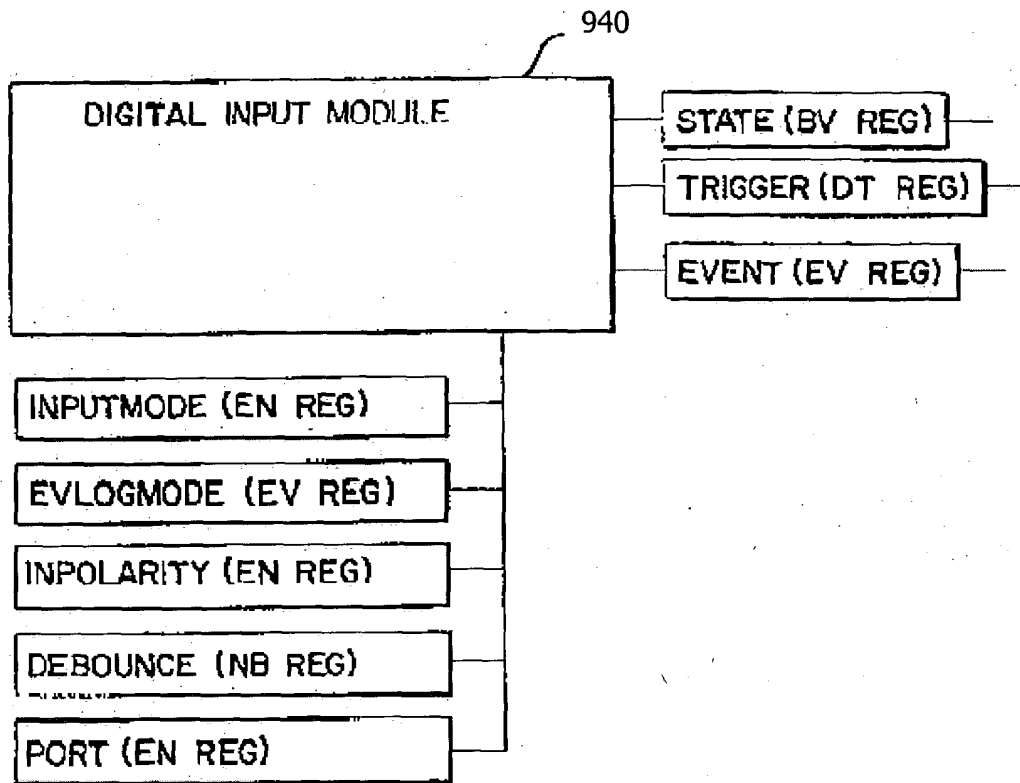 940
DIGITAL INPUT MODULE
STATE (BV REG)
TRIGGER (DT REG)
EVENT (EV REG)
INPUTMODE (EN REG)
EVLOGMODE (EV REG)
INPOLARITY (EN REG)
DEBOUNCE (NB REG)
PORT (EN REG)